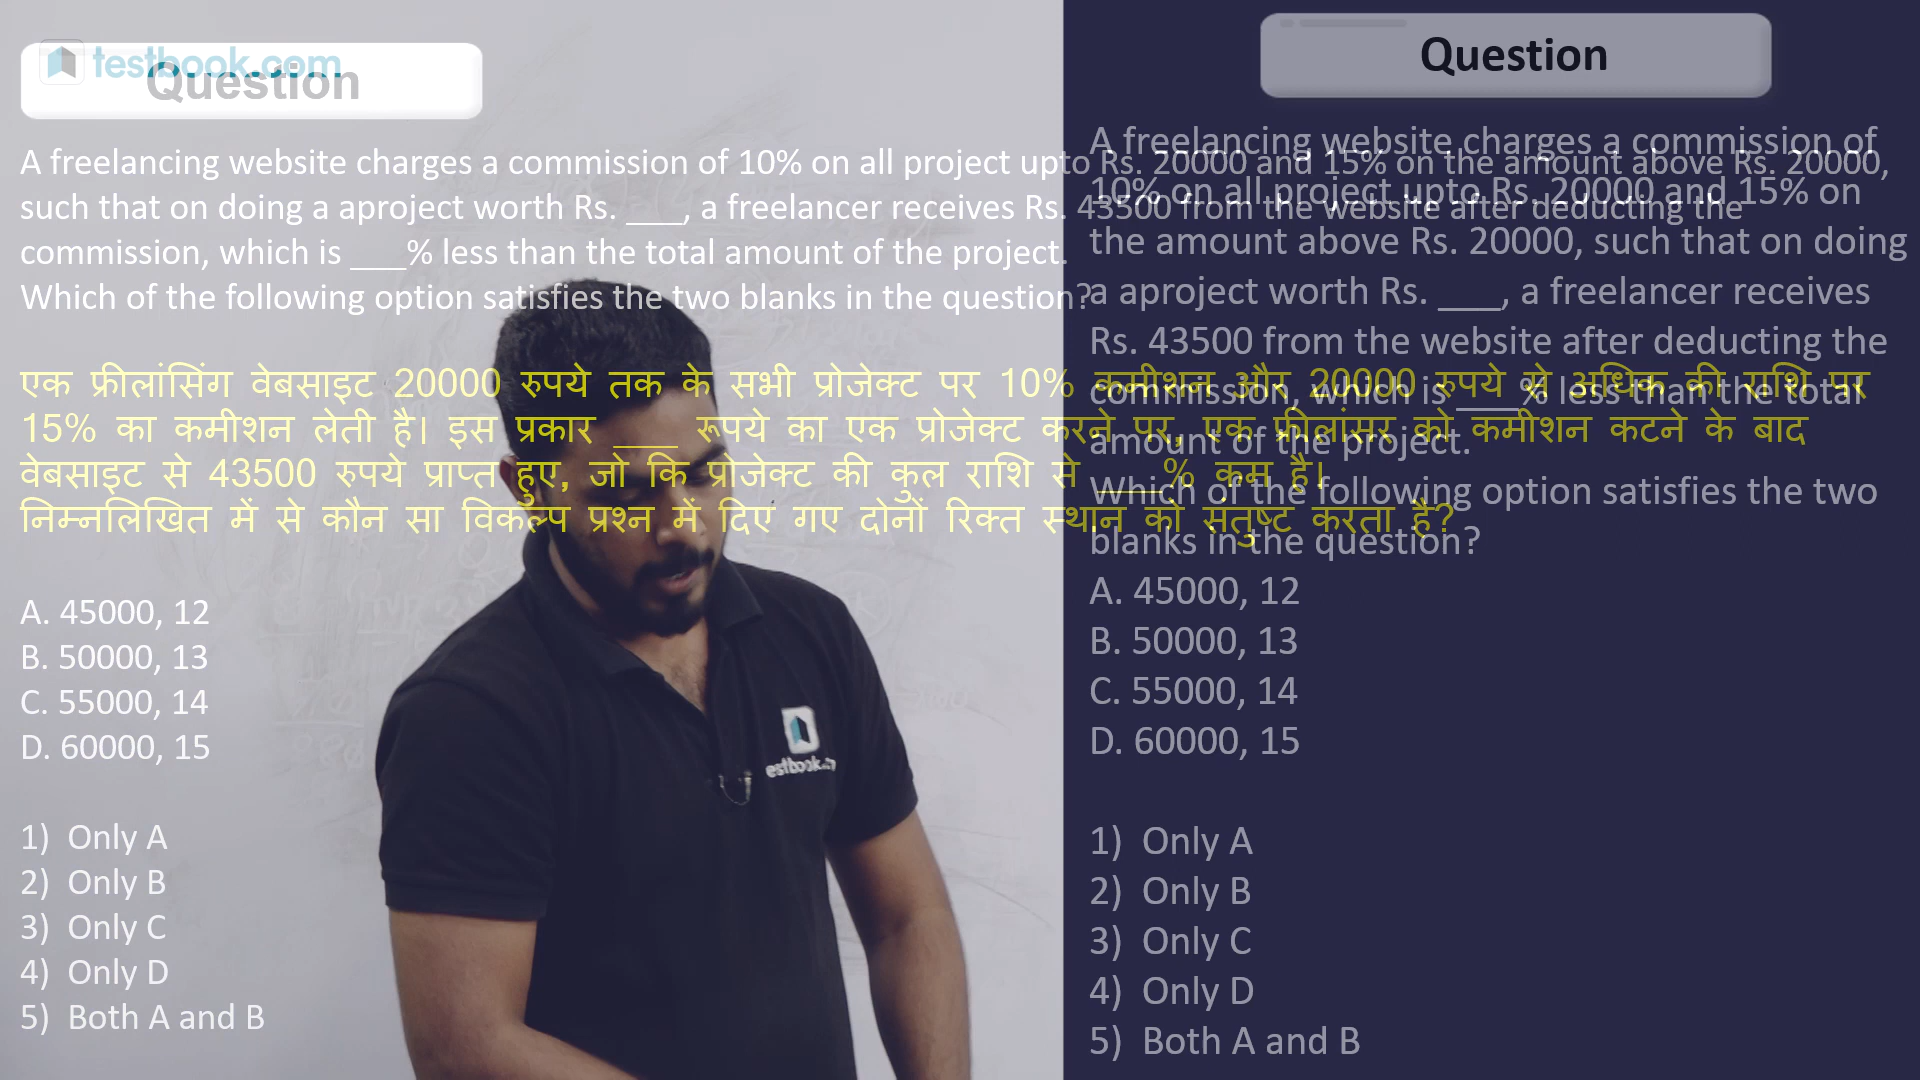 testbook.com
Question
A freelancing website charges a commission of 10% on all project upto Rs. 20000 and 15% on the amount above Rs. 20000,
such that on doing a aproject worth Rs. ___, a freelancer receives Rs. 43500 from the website after deducting the
commission, which is ___% less than the total amount of the project.
Which of the following option satisfies the two blanks in the question?
एक फ्रीलांसिंग वेबसाइट 20000 रुपये तक के सभी प्रोजेक्ट पर 10% कमीशन और 20000 रुपये से अधिक की राशि पर
15% का कमीशन लेती है। इस प्रकार ___ रूपये का एक प्रोजेक्ट करने पर, एक फ्रीलांसर को कमीशन कटने के बाद
वेबसाइट से 43500 रुपये प्राप्त हुए, जो कि प्रोजेक्ट की कुल राशि से ___% कम है।
निम्नलिखित में से कौन सा विकल्प प्रश्न में दिए गए दोनों रिक्त स्थान को संतुष्ट करता है?
A. 45000, 12
B. 50000, 13
C. 55000, 14
D. 60000, 15
1) Only A
2) Only B
3) Only C
4) Only D
5) Both A and B
estbook.c
Question
A freelancing website charges a commission of
10% on all project upto Rs. 20000 and 15% on
the amount above Rs. 20000, such that on doing
a aproject worth Rs. ___, a freelancer receives
Rs. 43500 from the website after deducting the
commission, which is ___% less than the total
amount of the project.
Which of the following option satisfies the two
blanks in the question?
A. 45000, 12
B. 50000, 13
C. 55000, 14
D. 60000, 15
1) Only A
2) Only B
3) Only C
4) Only D
5) Both A and B